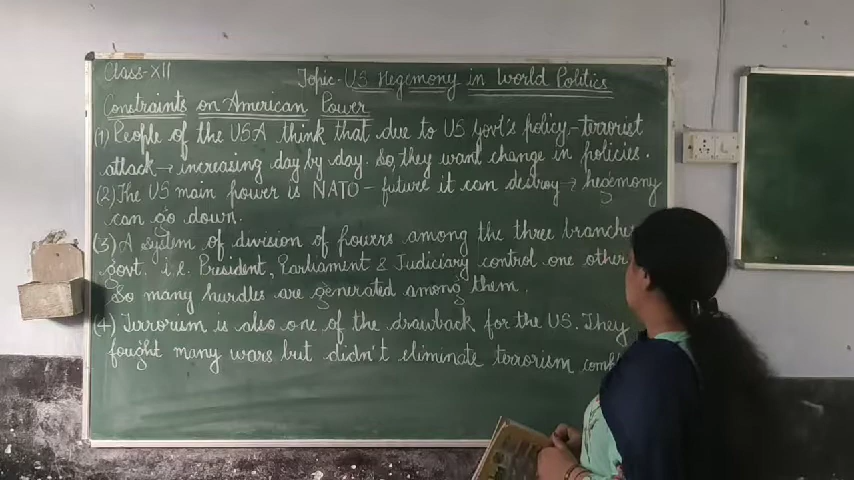 Class-XII
Topic-US Hegemony in World Politics
Constraints on American Power
(1) People of the USA think that due to US govt's policy-terrorist
attack → increasing day by day. So, they want change in policies.
(2) The US main power is NATO - future it can destroy → hegemony
can go down.
(3) A system of division of powers among the three
govt. i.e. President, Parliament & Judiciary control one other
So many hurdles are generated among them.
(4) Terrorism is also one of the drawback for the US. They
fought many wars but didn't eliminate terrorism